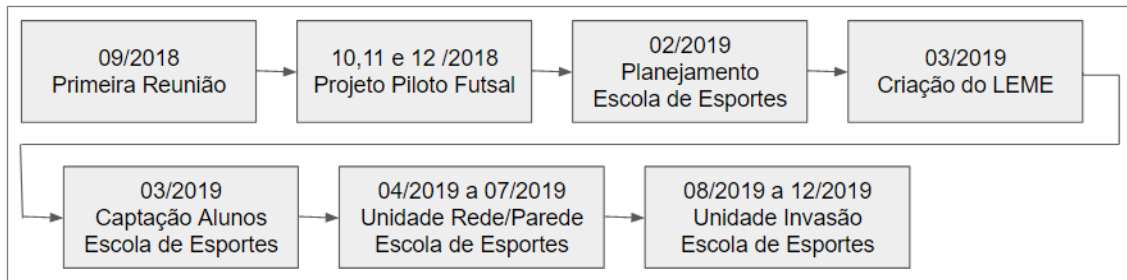 09/2018
Primeira Reunião
10,11 e 12 /2018
Projeto Piloto Futsal
02/2019
Planejamento
Escola de Esportes
03/2019
Criação do LEME
03/2019
Captação Alunos
Escola de Esportes
04/2019 a 07/2019
Unidade Rede/Parede
Escola de Esportes
08/2019 a 12/2019
Unidade Invasão
Escola de Esportes